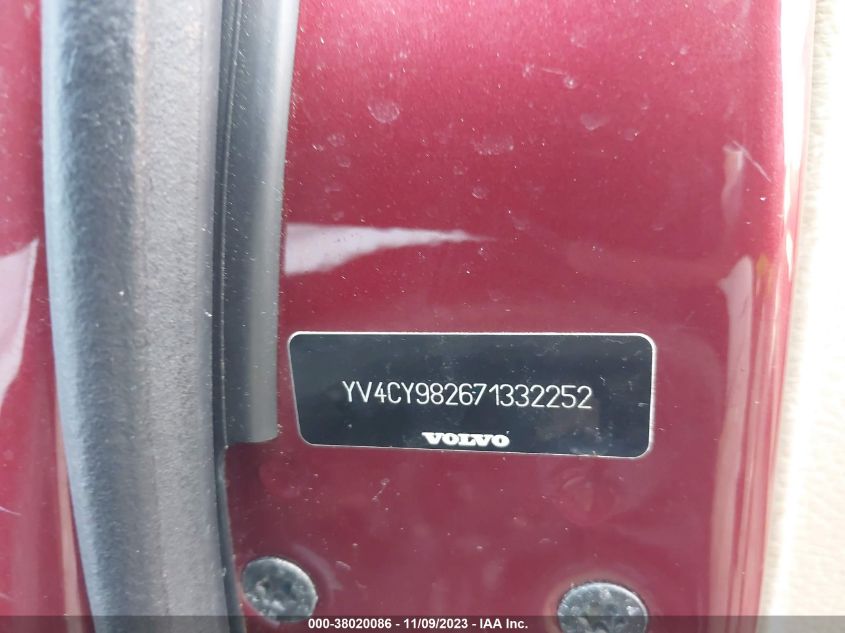 YV4CY982671332252
VOLVO
000-38020086 - 11/09/2023 - IAA Inc.